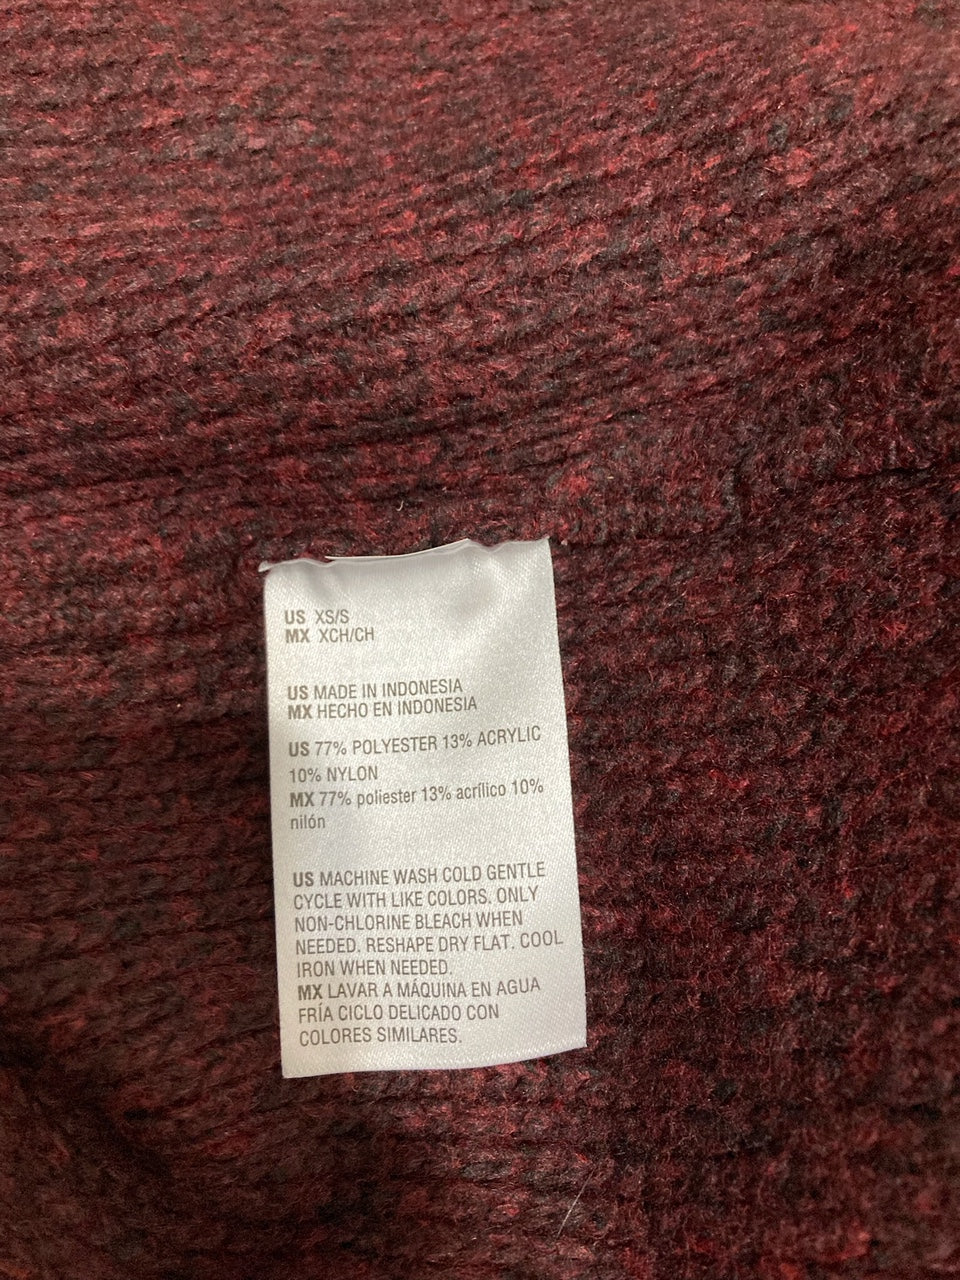 US XS/S
MX XCH/CH
US MADE IN INDONESIA
MX HECHO EN INDONESIA
US 77% POLYESTER 13% ACRYLIC
10% NYLON
MX 77% poliester 13% acrílico 10%
nilón
US MACHINE WASH COLD GENTLE
CYCLE WITH LIKE COLORS. ONLY
NON-CHLORINE BLEACH WHEN
NEEDED. RESHAPE DRY FLAT. COOL
IRON WHEN NEEDED.
MX LAVAR A MÁQUINA EN AGUA
FRÍA CICLO DELICADO CON
COLORES SIMILARES.